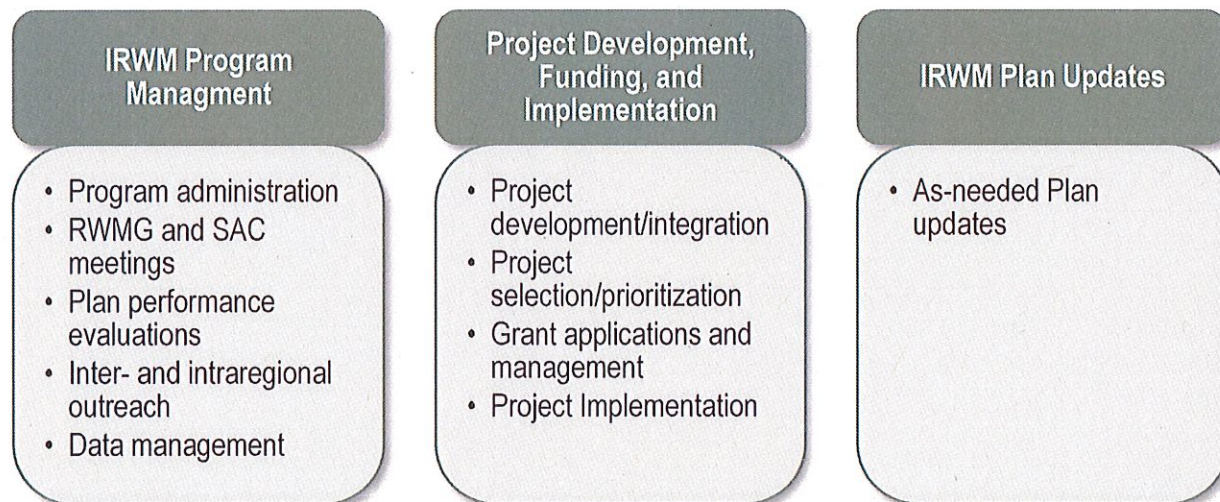 IRWM Program
Managment
• Program administration
• RWMG and SAC
meetings
• Plan performance
evaluations
• Inter- and intraregional
outreach
• Data management
Project Development,
Funding, and
Implementation
• Project
development/integration
• Project
selection/prioritization
• Grant applications and
management
• Project Implementation
IRWM Plan Updates
• As-needed Plan
updates